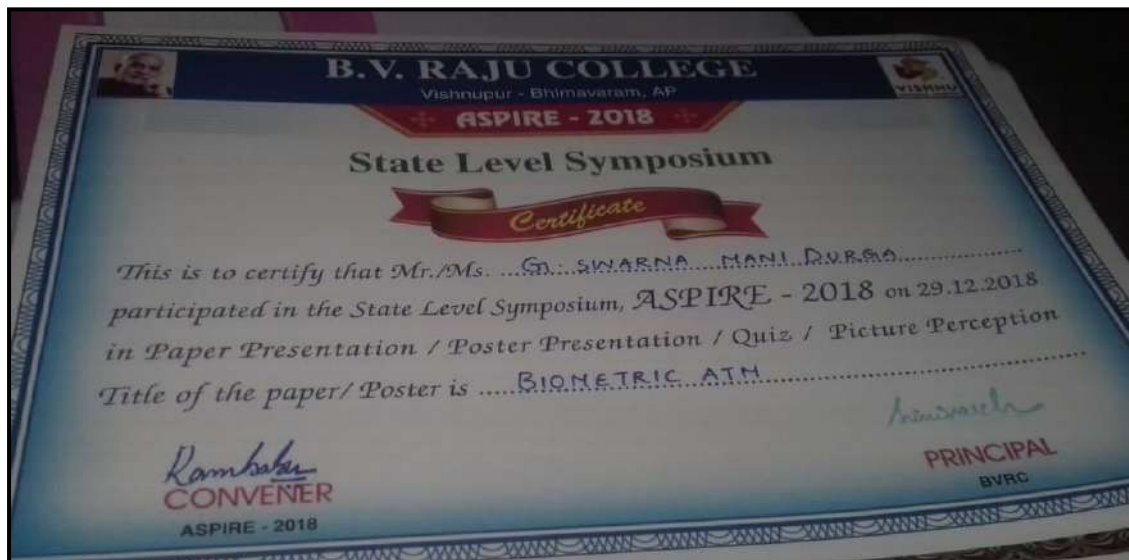 B.V. RAJU COLLEGE
Vishnupur - Bhimavaram, AP
VISHNU
ASPIRE - 2018
State Level Symposium
Certificate
This is to certify that Mr./Ms. G. SWARNA MANI DURGA
participated in the State Level Symposium, ASPIRE - 2018 on 29.12.2018
in Paper Presentation / Poster Presentation / Quiz / Picture Perception
Title of the paper/ Poster is BIOMETRIC ATM
CONVENER
ASPIRE - 2018
PRINCIPAL
BVRC